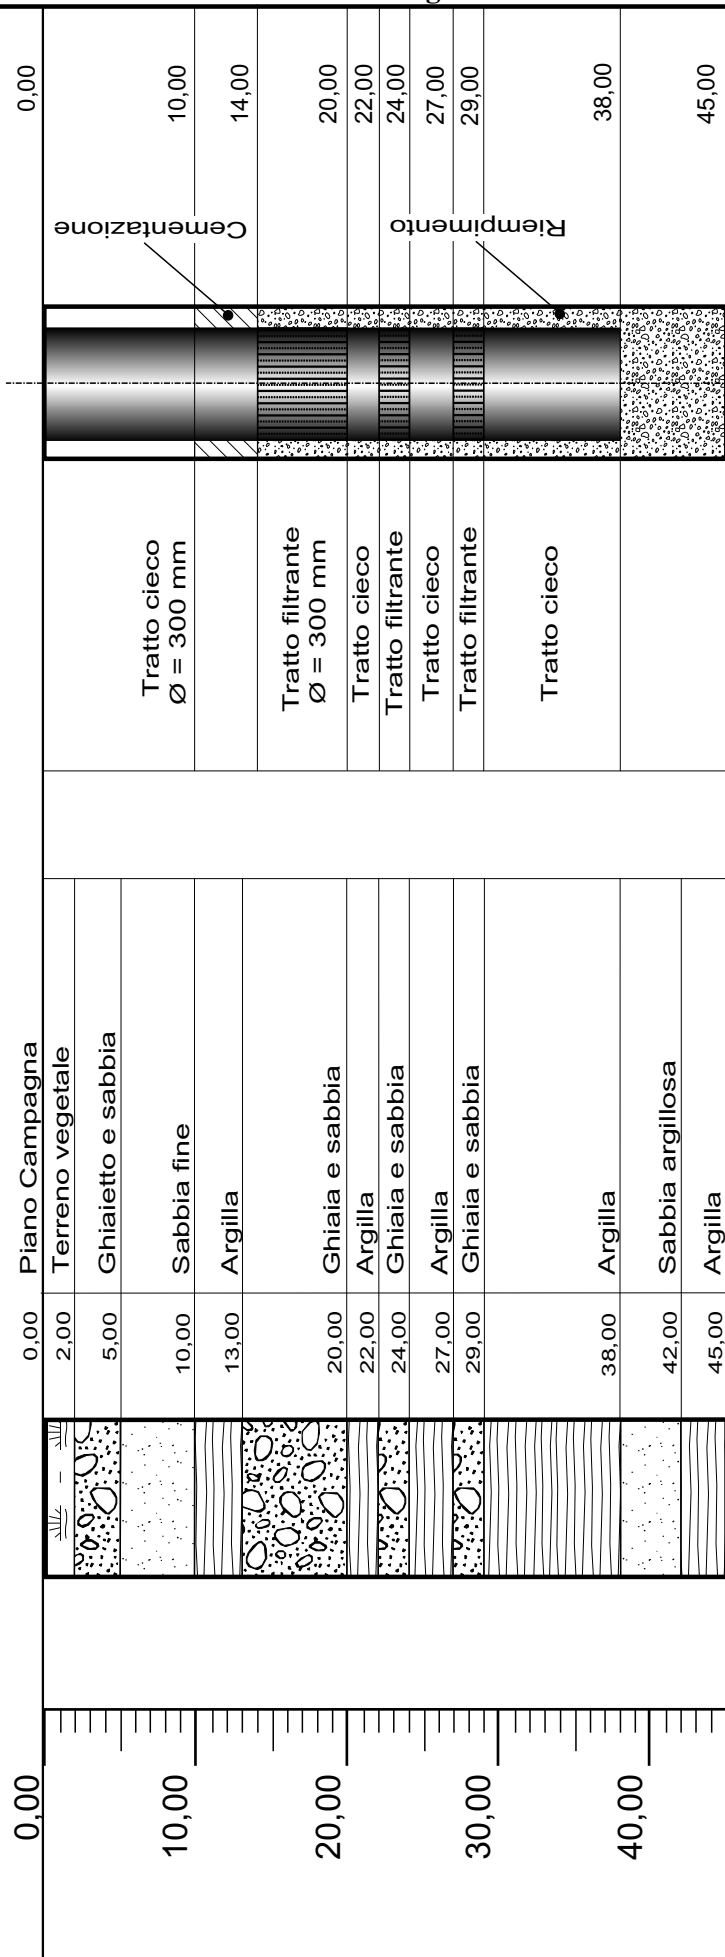 0,00
10,00
14,00
20,00
22,00
24,00
27,00
29,00
38,00
45,00
Cementazione
Riempimento
Tratto cieco
Ø = 300 mm
Tratto filtrante
Ø = 300 mm
Tratto cieco
Tratto filtrante
Tratto cieco
Tratto filtrante
Tratto cieco
Piano Campagna
Terreno vegetale
Ghiaietto e sabbia
Sabbia fine
Argilla
Ghiaia e sabbia
Argilla
Ghiaia e sabbia
Argilla
Ghiaia e sabbia
Argilla
Sabbia argillosa
Argilla
0,00
2,00
5,00
10,00
13,00
20,00
22,00
24,00
27,00
29,00
38,00
42,00
45,00
0,00
10,00
20,00
30,00
40,00